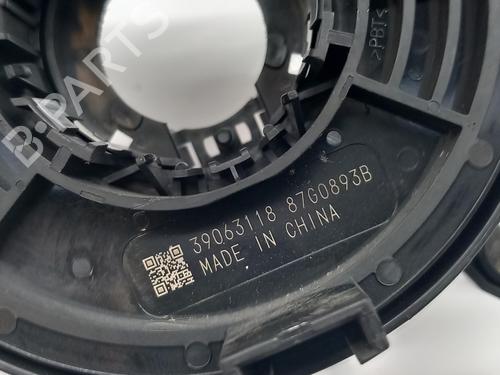 B-PARTS
>PBT<
39063118 87G0893B
MADE IN CHINA